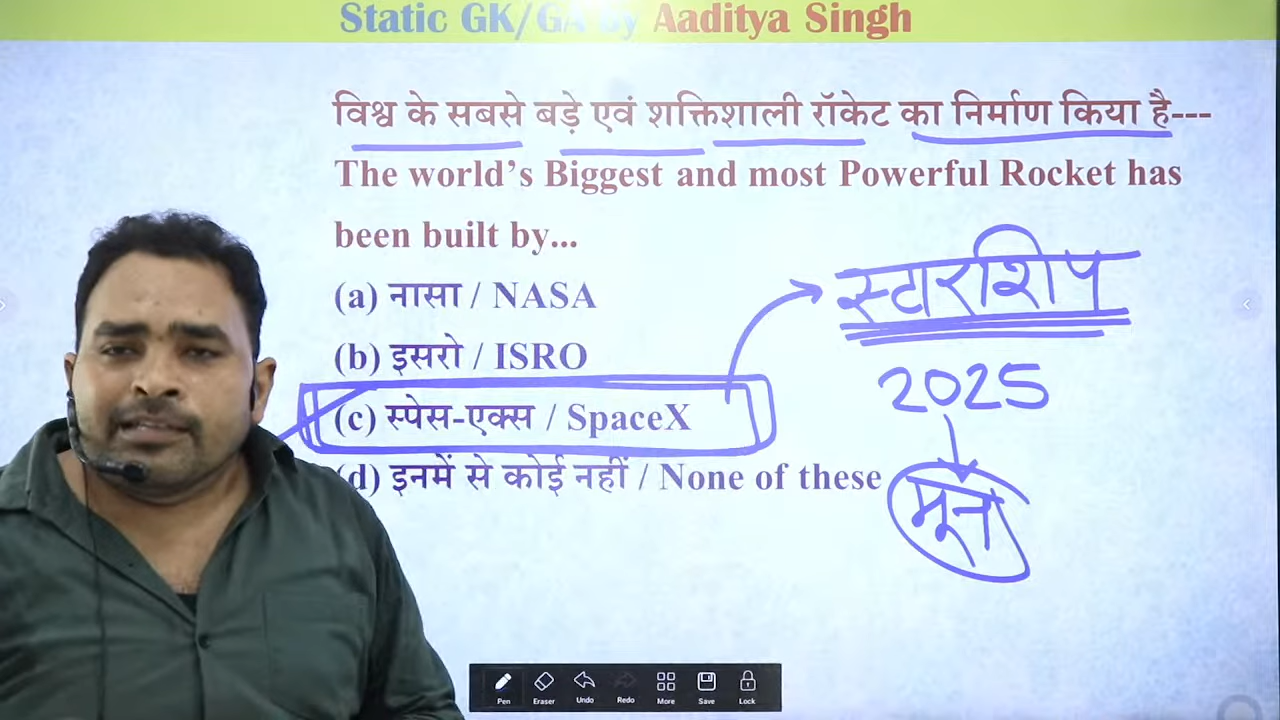 Static GK/GA by Aaditya Singh
विश्व के सबसे बड़े एवं शक्तिशाली रॉकेट का निर्माण किया है---
The world’s Biggest and most Powerful Rocket has
been built by...
(a) नासा / NASA
(b) इसरो / ISRO
(c) स्पेस-एक्स / SpaceX
(d) इनमें से कोई नहीं / None of these
स्टारशिप
2025
मून
Pen Eraser Undo Redo More Save Lock